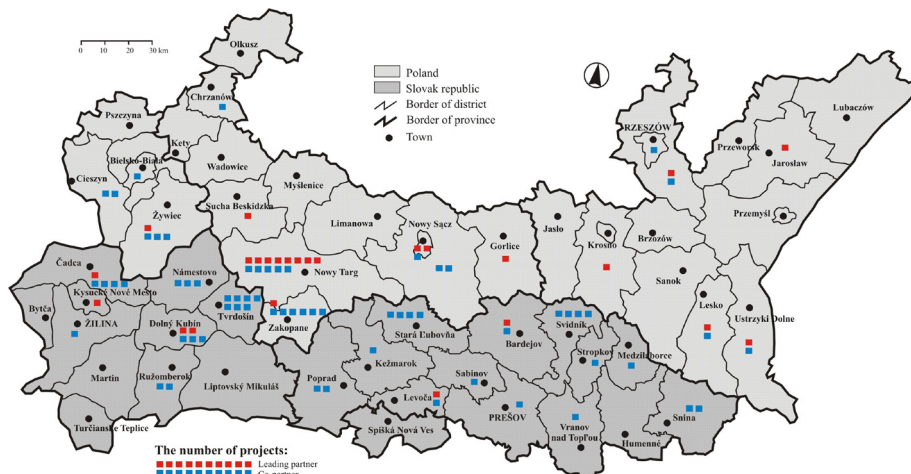 Olkusz
0 10 20 30 km
Poland
Slovak republic
Border of district
Border of province
Town
Chrzanów
Pszczyna
Lubaczów
RZESZÓW
Przeworsk
Jarosław
Kęty
Bielsko-Biała
Wadowice
Cieszyn
Myślenice
Żywiec
Sucha Beskidzka
Limanowa
Nowy Sącz
Gorlice
Jasło
Krosno
Brzozów
Przemyśl
Sanok
Lesko
Ustrzyki Dolne
Čadca
Námestovo
Nowy Targ
Kysucké Nové Mesto
Bytča
Tvrdošín
Zakopane
ŽILINA
Dolný Kubín
Stará Ľubovňa
Bardejov
Svidník
Stropkov
Medzilaborce
Kežmarok
Martin
Ružomberok
Liptovský Mikuláš
Poprad
Sabinov
Levoča
PREŠOV
Snina
Turčianske Teplice
Spišká Nová Ves
Vranov
nad Topľou
Humenné
The number of projects:
Leading partner